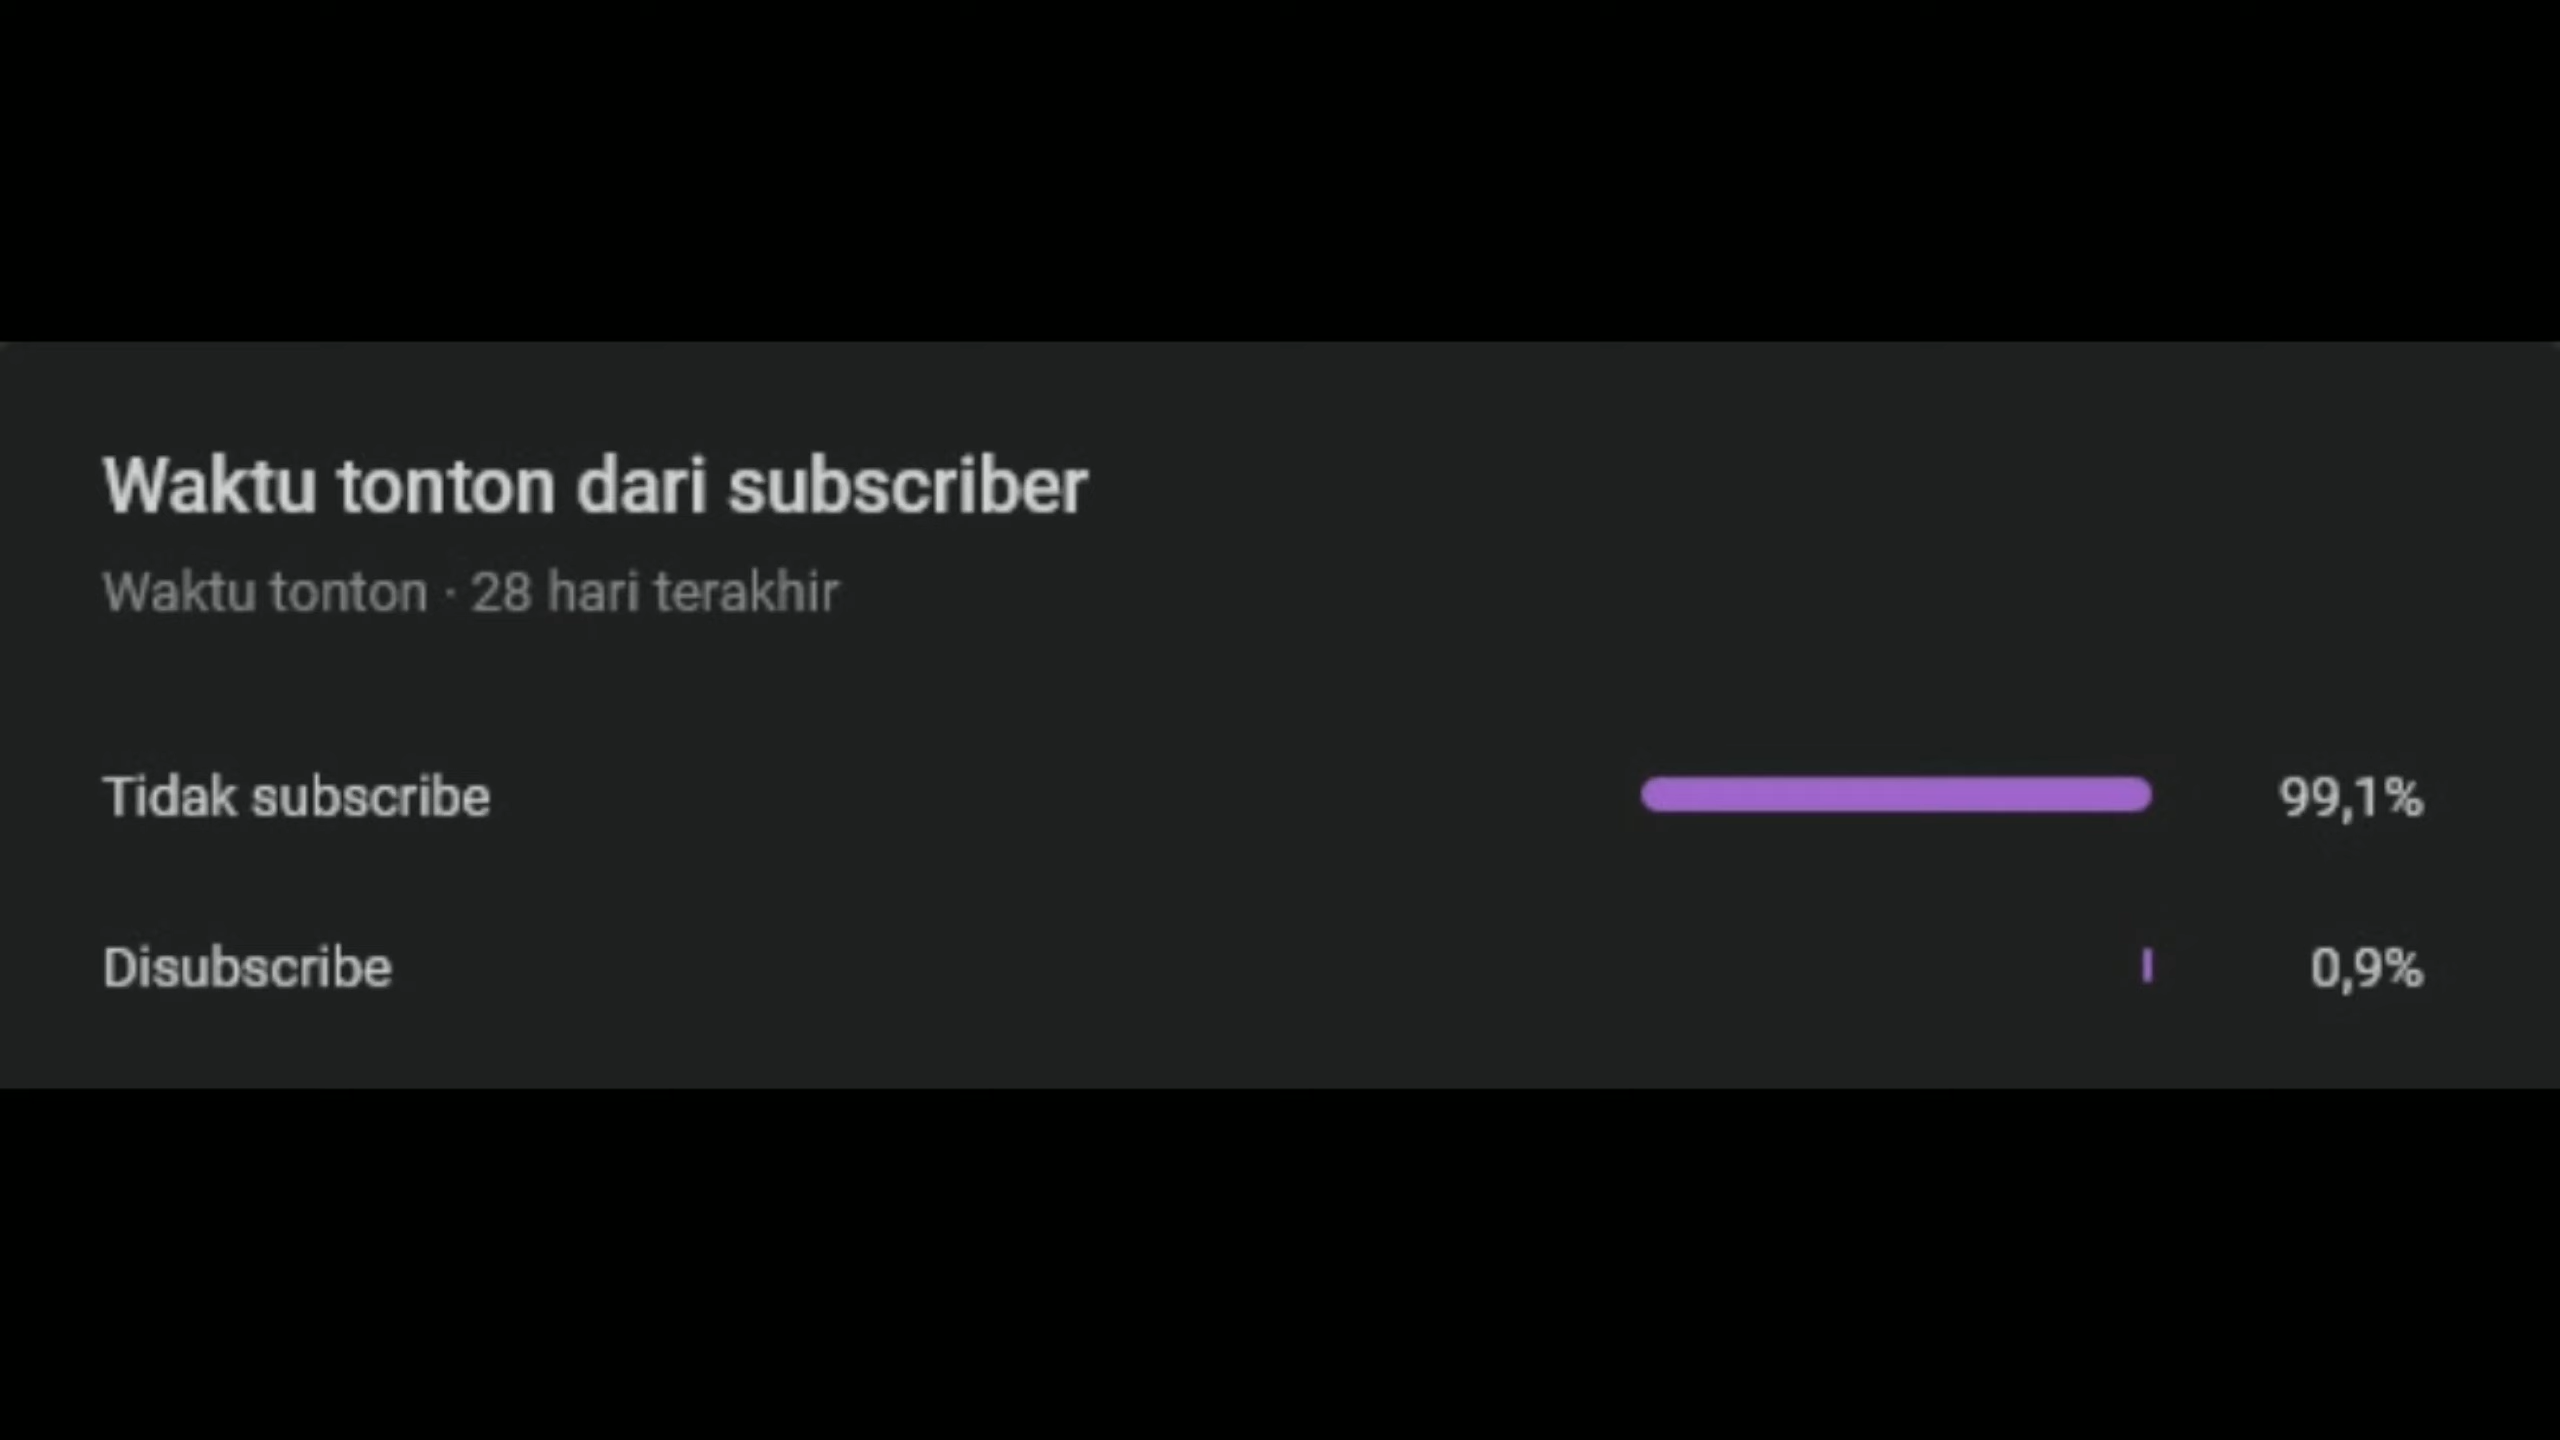 Waktu tonton dari subscriber
Waktu tonton · 28 hari terakhir
Tidak subscribe 99,1%
Disubscribe 0,9%